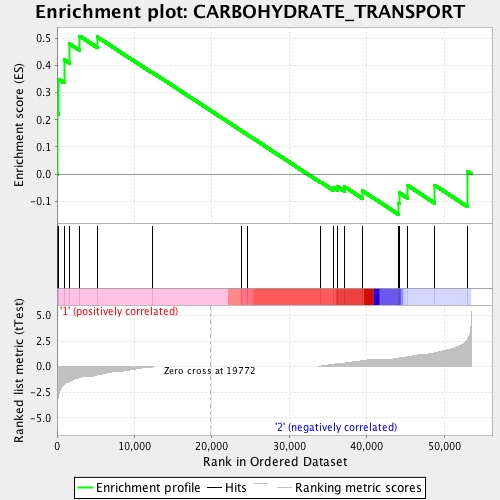 Enrichment plot: CARBOHYDRATE_TRANSPORT
Enrichment score (ES)
0.5
0.4
0.3
0.2
0.1
0.0
-0.1
'1' (positively correlated)
Ranked list metric (tTest)
5.0
2.5
0.0
-2.5
-5.0
Zero cross at 19772
'2' (negatively correlated)
0 10,000 20,000 30,000 40,000 50,000
Rank in Ordered Dataset
Enrichment profile Hits Ranking metric scores